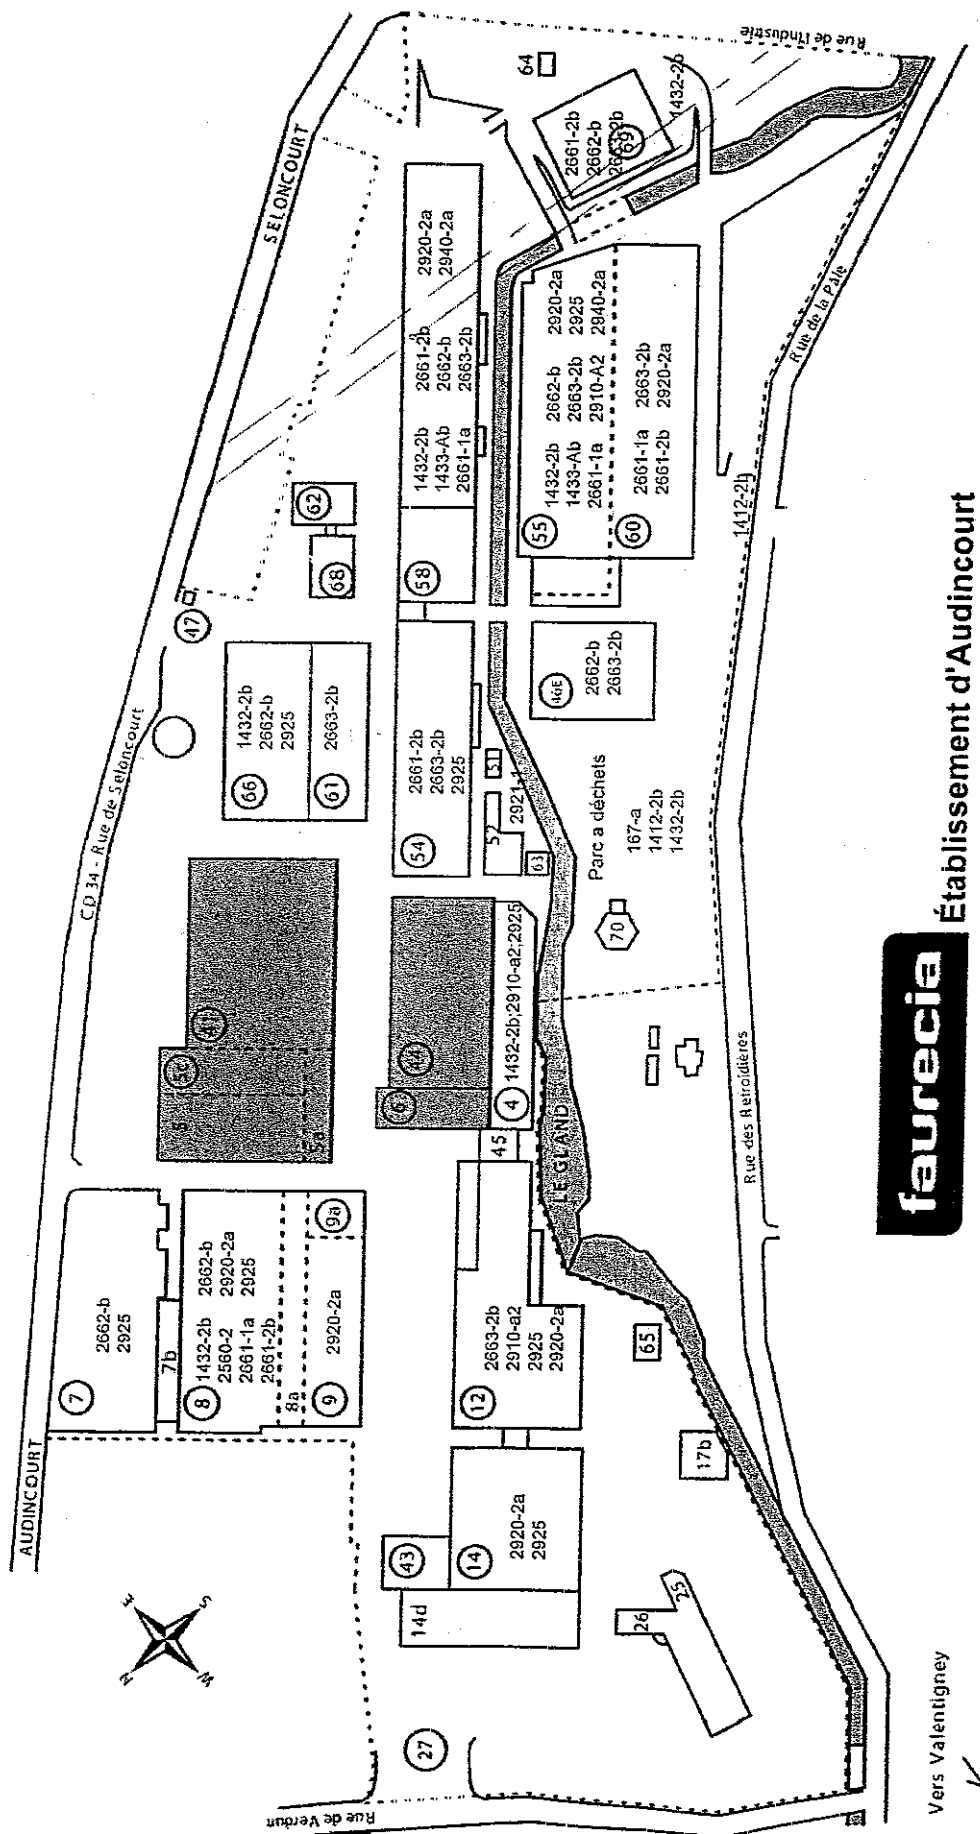 AUDINCOURT
CD 34 - Rue de Seloncourt
SELONCOURT
Rue de l'Industrie
Rue de Verdun
N
E
S
W
7
2662-b
2925
7b
8
1432-2b
2560-2
2661-1a
2661-2b
2662-b
2920-2a
2925
8a
9
2920-2a
9a
5
5c
41
47
66
1432-2b
2662-b
2925
61
2663-2b
62
68
64
2661-2b
2662-b
2663-2b
69
1432-2b
58
1432-2b
1433-Ab
2661-1a
2661-2b
2662-b
2663-2b
2920-2a
2940-2a
54
2661-2b
2663-2b
2925
6
44
4
1432-2b;2910-a2;2925
45
52
51
2921-1
63
12
2663-2b
2910-a2
2925
2920-2a
43
14
2920-2a
2925
14d
27
26
25
17b
65
LE GLAND
55
1432-2b
1433-Ab
2661-1a
2662-b
2663-2b
2910-A2
2920-2a
2925
2940-2a
60
2661-1a
2661-2b
2663-2b
2920-2a
46E
2662-b
2663-2b
Parc a déchets
167-a
1412-2b
1432-2b
70
1412-2b
Rue de la Pâle
Rue des Retroidières
Vers Valentigney
faurecia
Établissement d'Audincourt